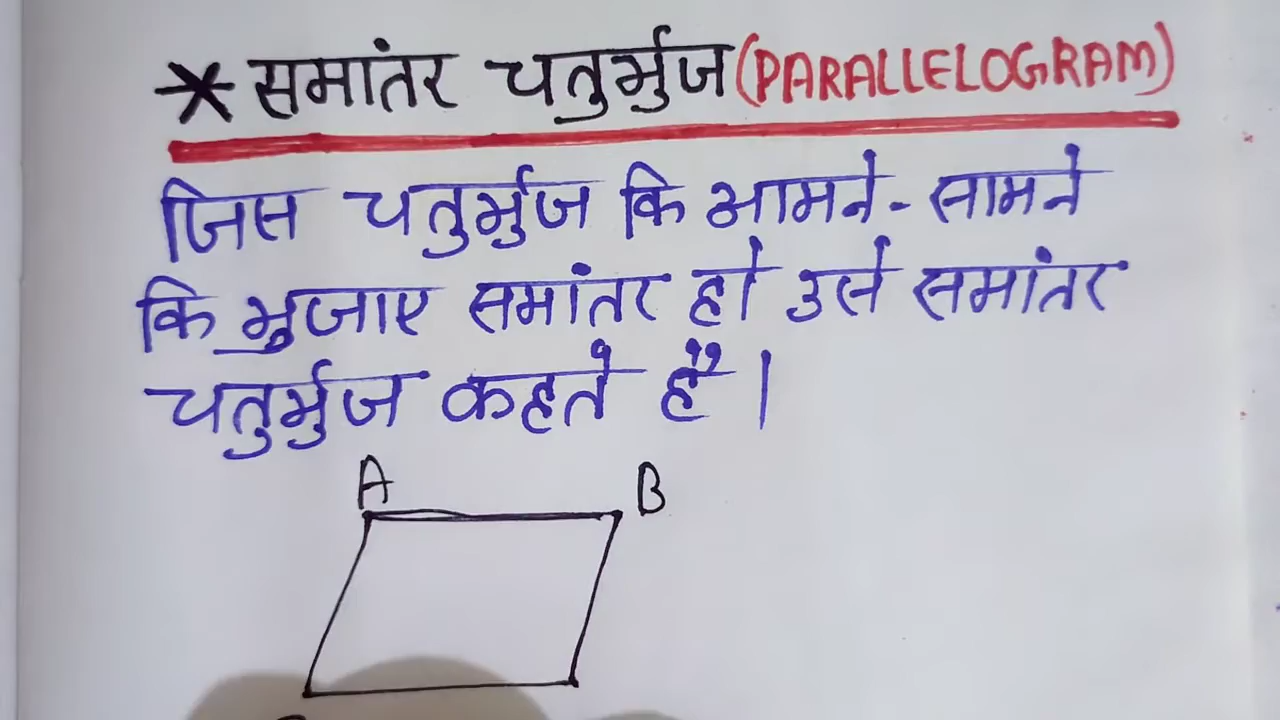 * समांतर चतुर्भुज (PARALLELOGRAM)
जिस चतुर्भुज कि आमने-सामने
कि भुजाए समांतर हो उसे समांतर
चतुर्भुज कहते हैं।
A B